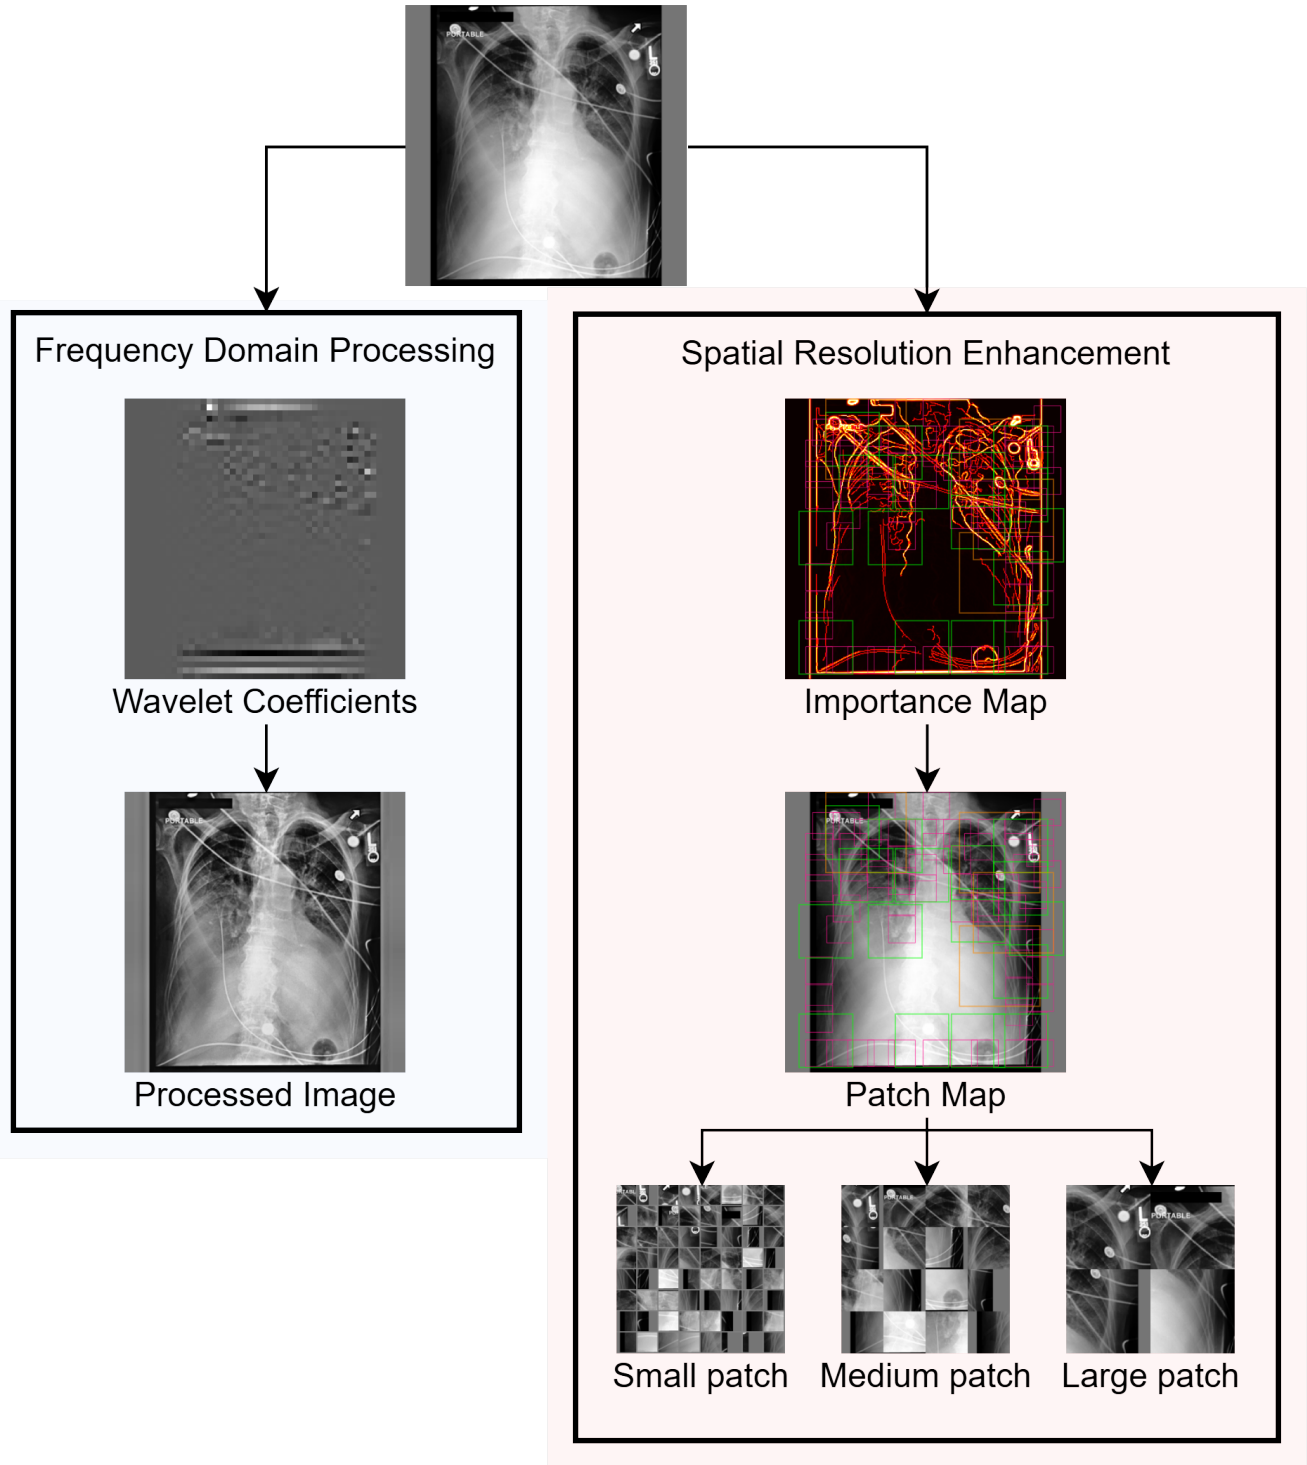 PORTABLE
Frequency Domain Processing
Spatial Resolution Enhancement
Wavelet Coefficients
Importance Map
PORTABLE
PORTABLE
Processed Image
Patch Map
PORTABLE
PORTABLE
Small patch
Medium patch
Large patch